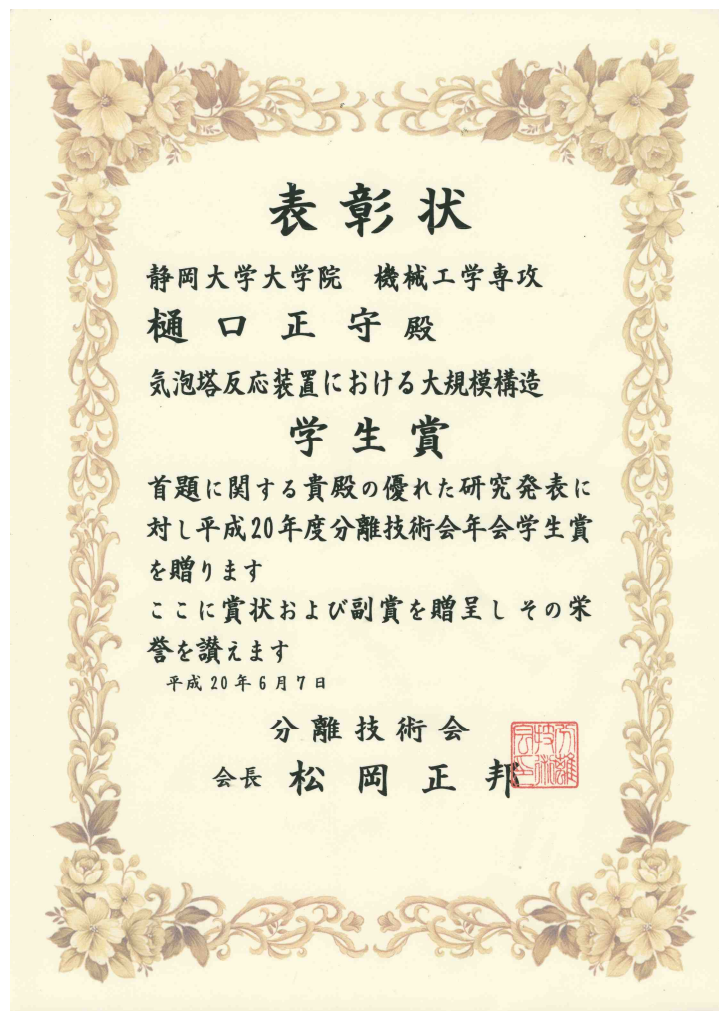 表彰状
静岡大学大学院　機械工学専攻
樋口正守殿
気泡塔反応装置における大規模構造
学生賞
首題に関する貴殿の優れた研究発表に
対し平成20年度分離技術会年会学生賞
を贈ります
ここに賞状および副賞を贈呈し その栄
誉を讃えます
平成20年6月7日
分離技術会
会長 松岡正邦
分離
技術
会印